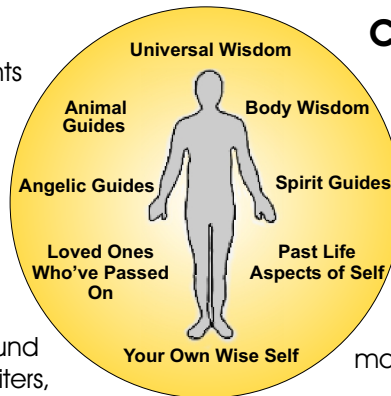 Universal Wisdom
Animal
Guides
Body Wisdom
Angelic Guides
Spirit Guides
Loved Ones
Who've Passed
On
Past Life
Aspects of Self
Your Own Wise Self
iters,